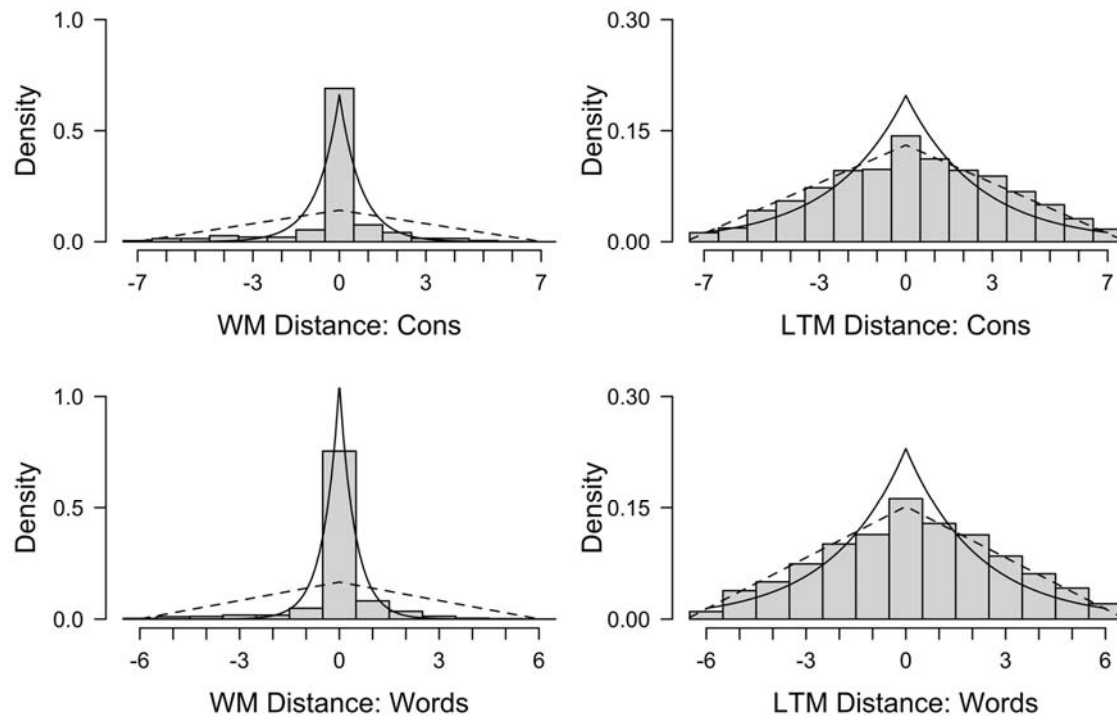 1.0
0.5
0.0
Density
-7 -3 0 3 7
WM Distance: Cons
0.30
0.15
0.00
Density
-7 -3 0 3 7
LTM Distance: Cons
1.0
0.5
0.0
Density
-6 -3 0 3 6
WM Distance: Words
0.30
0.15
0.00
Density
-6 -3 0 3 6
LTM Distance: Words